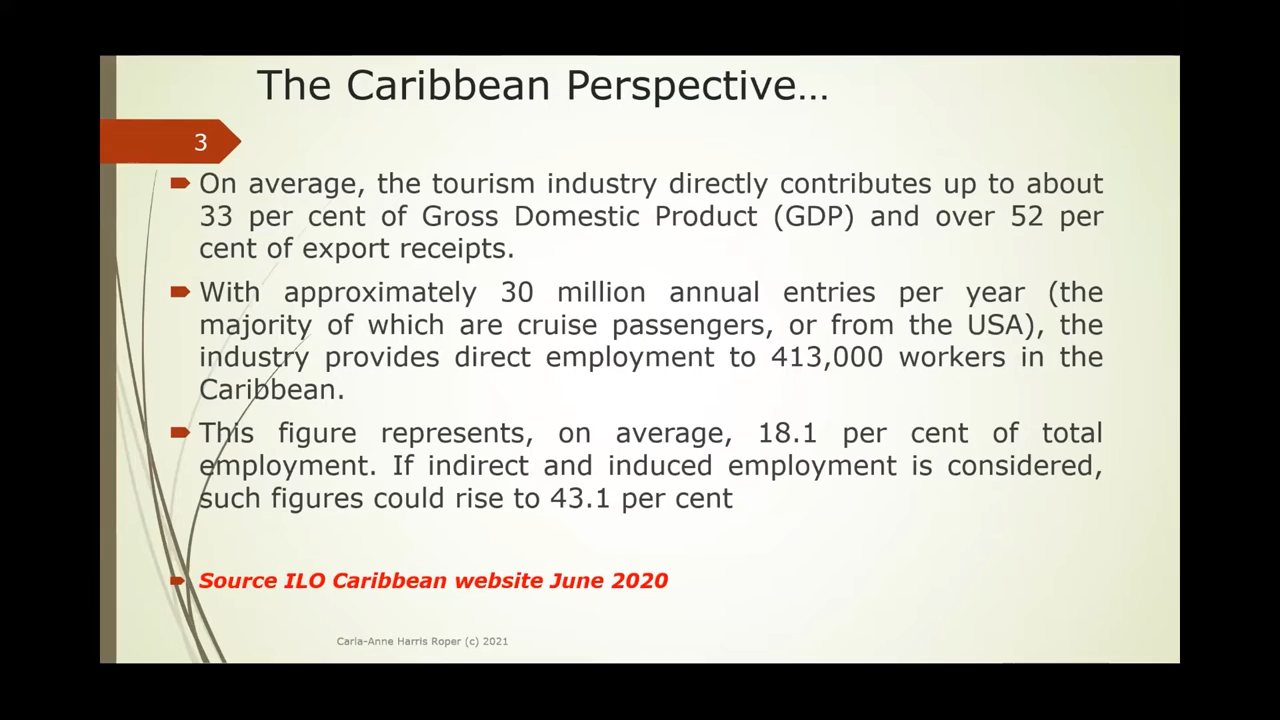 The Caribbean Perspective...
3
On average, the tourism industry directly contributes up to about
33 per cent of Gross Domestic Product (GDP) and over 52 per
cent of export receipts.
With approximately 30 million annual entries per year (the
majority of which are cruise passengers, or from the USA), the
industry provides direct employment to 413,000 workers in the
Caribbean.
This figure represents, on average, 18.1 per cent of total
employment. If indirect and induced employment is considered,
such figures could rise to 43.1 per cent
Source ILO Caribbean website June 2020
Carla-Anne Harris Roper (c) 2021